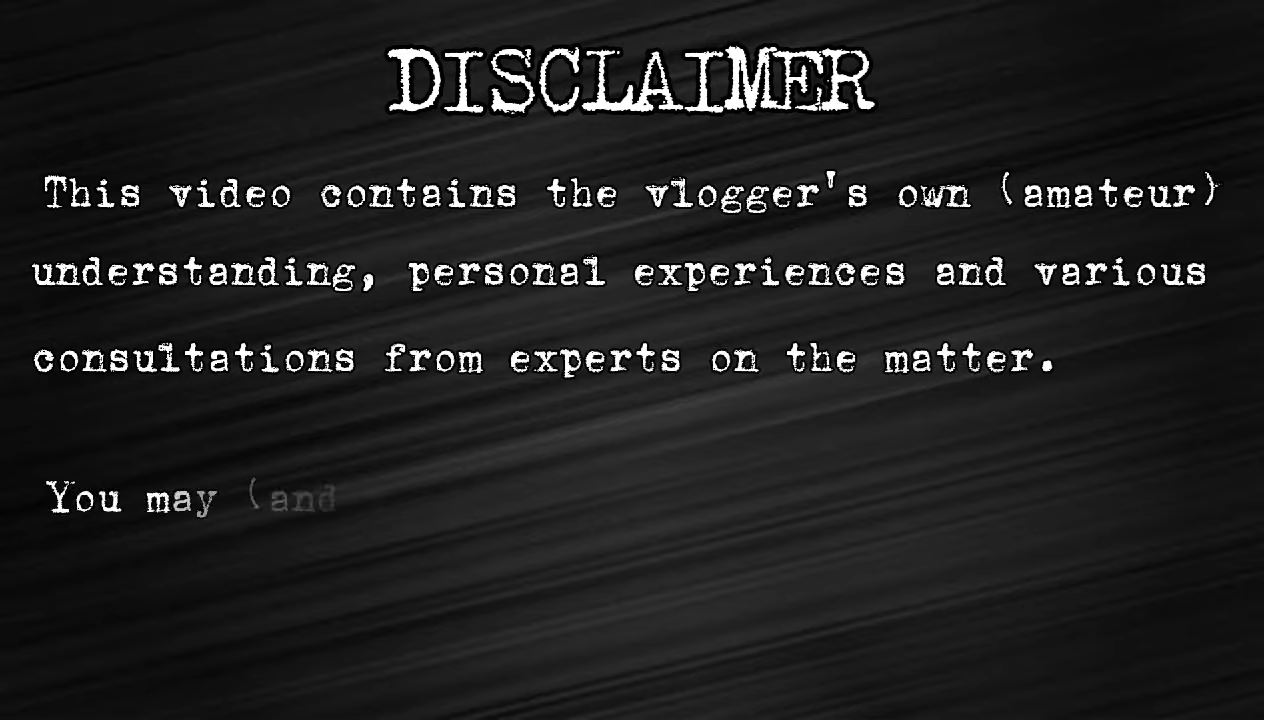 DISCLAIMER
This video contains the vlogger's own (amateur)
understanding, personal experiences and various
consultations from experts on the matter.
You may (and